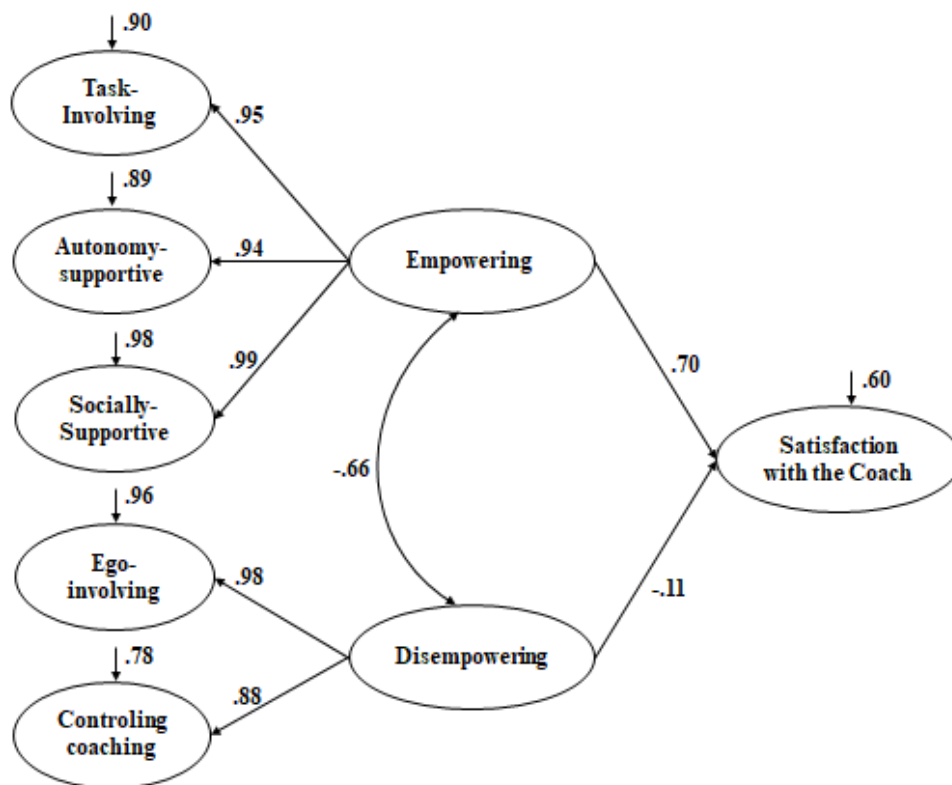 .90
Task-
Involving
.95
.89
Autonomy-
supportive
.94
Empowering
.98
Socially-
Supportive
.99
.70
.60
Satisfaction
with the Coach
-.66
.96
Ego-
involving
.98
-.11
Disempowering
.78
Controling
coaching
.88